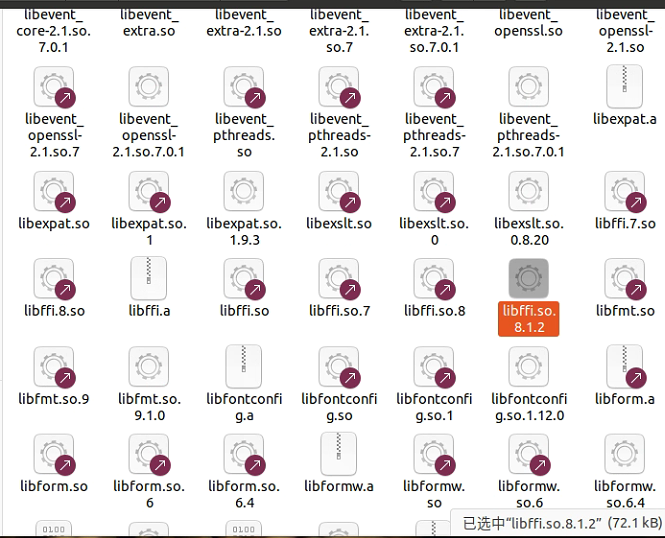 libevent_ libevent_ libevent_ libevent_ libevent_ libevent_ libevent_
core-2.1.so. extra.so extra-2.1.so extra-2.1. extra-2.1. openssl.so openssl-
7.0.1 so.7 so.7.0.1 2.1.so
libevent_ libevent_ libevent_ libevent_ libevent_ libevent_ libexpat.a
openssl- openssl- pthreads. pthreads- pthreads- pthreads-
2.1.so.7 2.1.so.7.0.1 so 2.1.so 2.1.so.7 2.1.so.7.0.1
libexpat.so libexpat.so. libexpat.so. libexslt.so libexslt.so. libexslt.so. libffi.7.so
1 1.9.3 0 0.8.20
libffi.8.so libffi.a libffi.so libffi.so.7 libffi.so.8 libffi.so. libfmt.so
8.1.2
libfmt.so.9 libfmt.so. libfontconfi libfontconfi libfontconfi libfontconfi libform.a
9.1.0 g.a g.so g.so.1 g.so.1.12.0
libform.so libform.so. libform.so. libformw.a libformw. libformw. libformw.
6 6.4 so so.6 so.6.4
0100 0100
已选中“libffi.so.8.1.2” (72.1 kB)